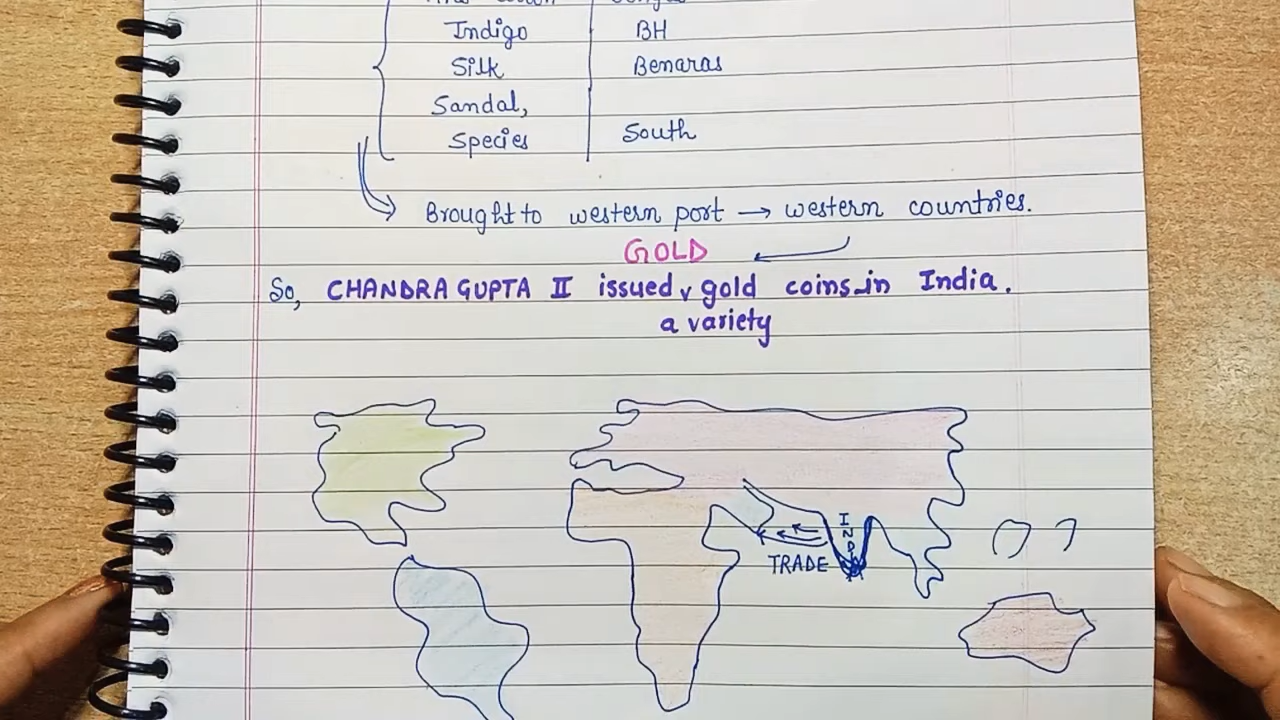 Indigo BH
Silk Benaras
Sandal,
Species South
Brought to western port → western countries.
GOLD
So, CHANDRA GUPTA II issued gold coins in India.
a variety
INDI
TRADE